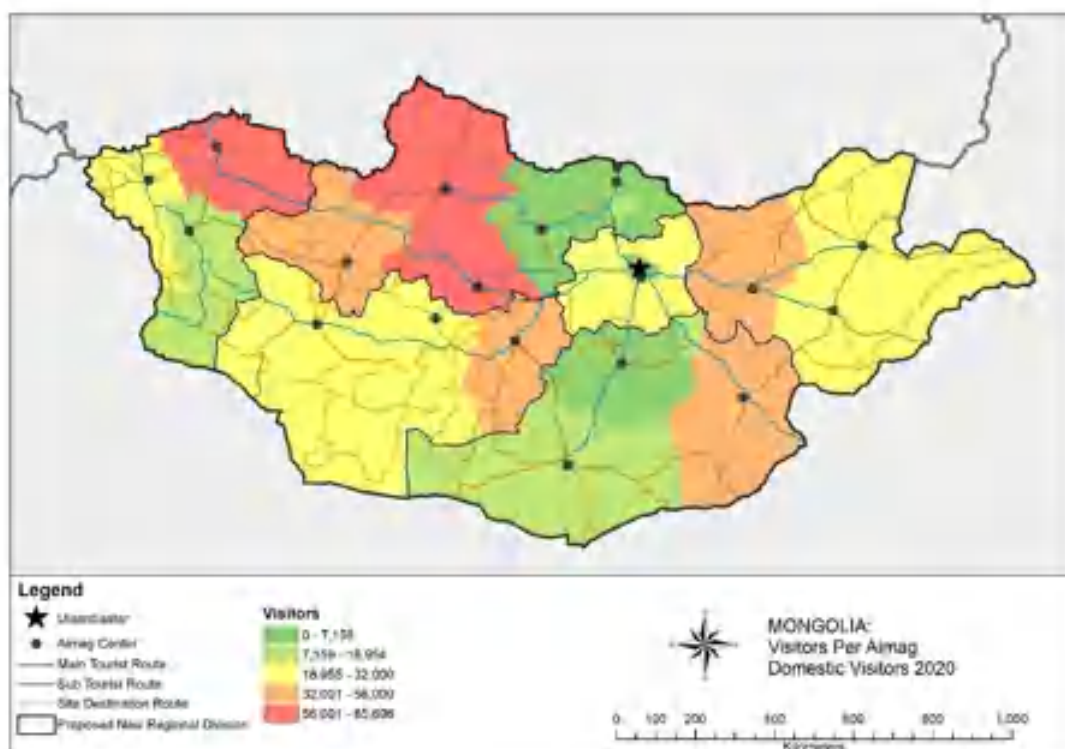 Legend
Ulaanbaatar
Aimag Center
Main Tourist Route
Sub Tourist Route
Site Destination Route
Proposed New Regional Division
Visitors
0 - 7,158
7,159 - 18,954
18,955 - 32,000
32,001 - 56,000
56,001 -
MONGOLIA:
Visitors Per Aimag
Domestic Visitors 2020
0 100 200 400 600 800 1,000
Kilometers